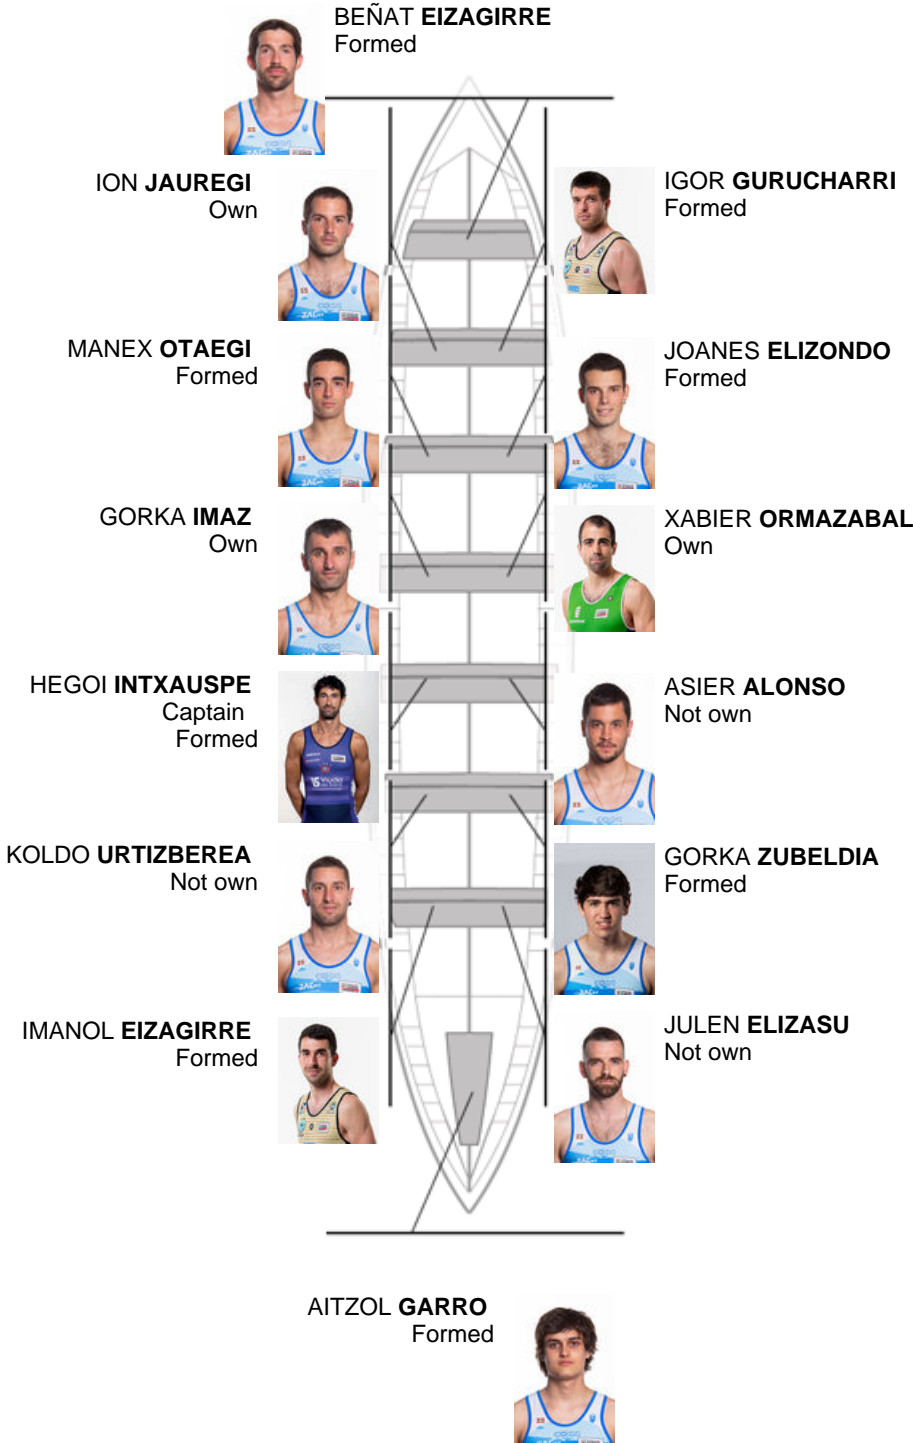 BEÑAT EIZAGIRRE
Formed
ION JAUREGI
Own
IGOR GURUCHARRI
Formed
MANEX OTAEGI
Formed
JOANES ELIZONDO
Formed
GORKA IMAZ
Own
XABIER ORMAZABAL
Own
HEGOI INTXAUSPE
Captain
Formed
ASIER ALONSO
Not own
KOLDO URTIZBEREA
Not own
GORKA ZUBELDIA
Formed
IMANOL EIZAGIRRE
Formed
JULEN ELIZASU
Not own
AITZOL GARRO
Formed